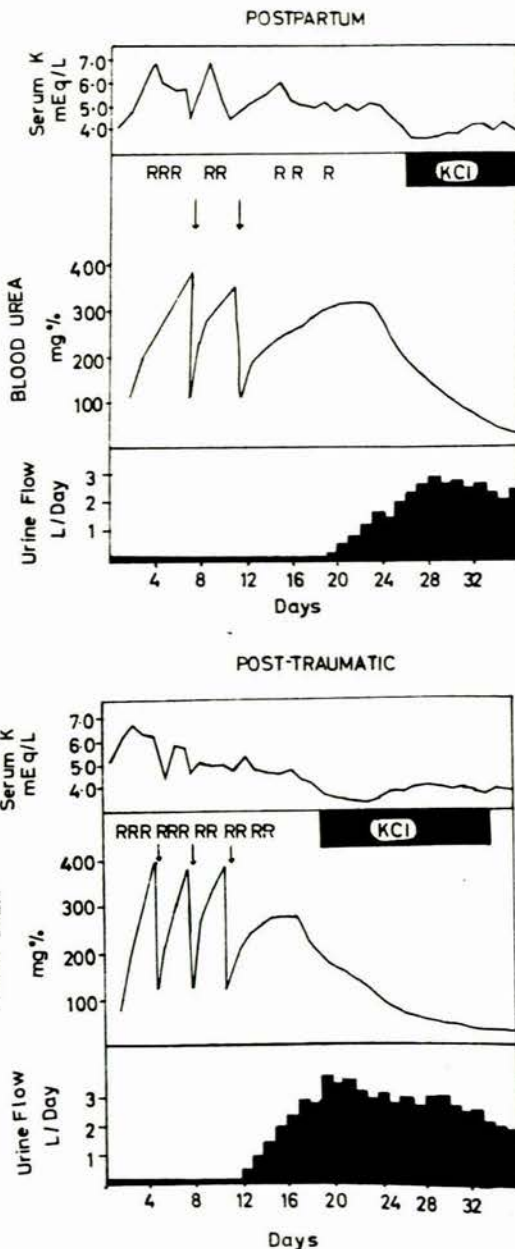 POSTPARTUM
Serum K
mEq/L
7·0
6·0
5·0
4·0
RRR RR R R R
KCl
BLOOD UREA
mg%
400
300
200
100
Urine Flow
L/Day
3
2
1
4 8 12 16 20 24 28 32
Days
POST-TRAUMATIC
Serum K
mEq/L
7·0
6·0
5·0
4·0
RRR RRR RR RR RR
KCl
mg%
400
300
200
100
Urine Flow
L/Day
3
2
1
4 8 12 16 20 24 28 32
Days